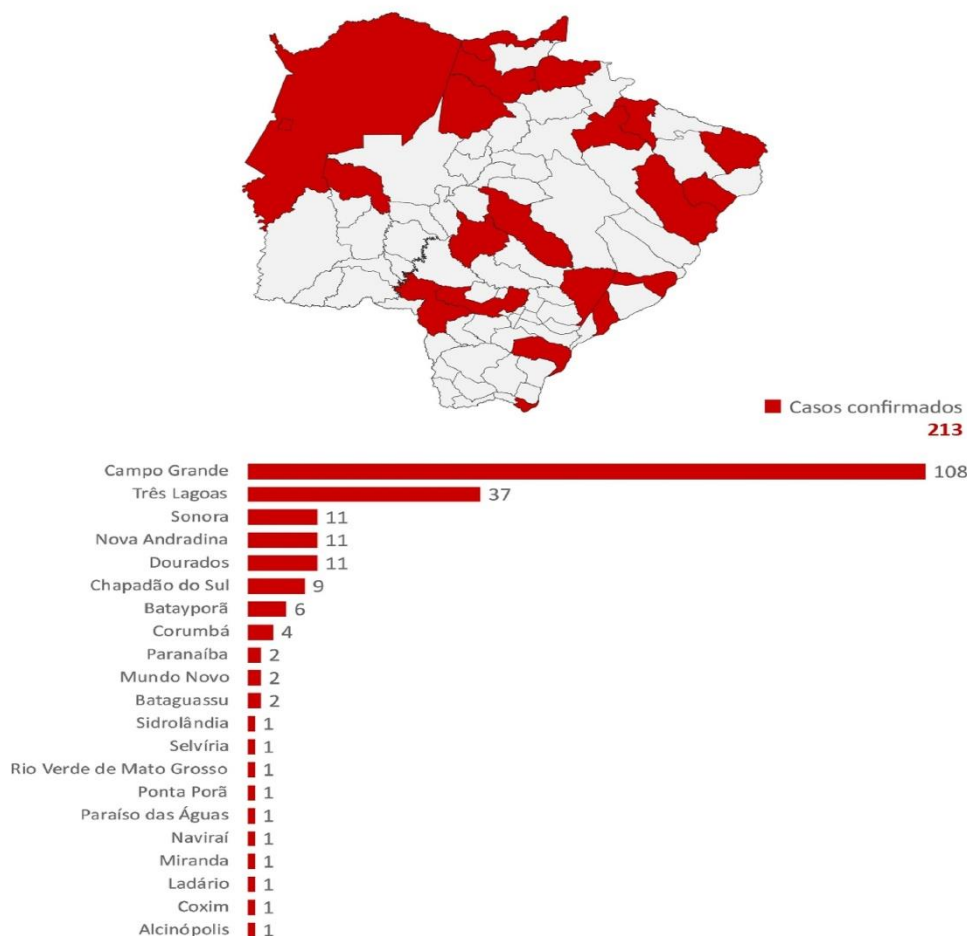 Casos confirmados
213
Campo Grande 108
Três Lagoas 37
Sonora 11
Nova Andradina 11
Dourados 11
Chapadão do Sul 9
Batayporã 6
Corumbá 4
Paranaíba 2
Mundo Novo 2
Bataguassu 2
Sidrolândia 1
Selvíria 1
Rio Verde de Mato Grosso 1
Ponta Porã 1
Paraíso das Águas 1
Naviraí 1
Miranda 1
Ladário 1
Coxim 1
Alcinópolis 1